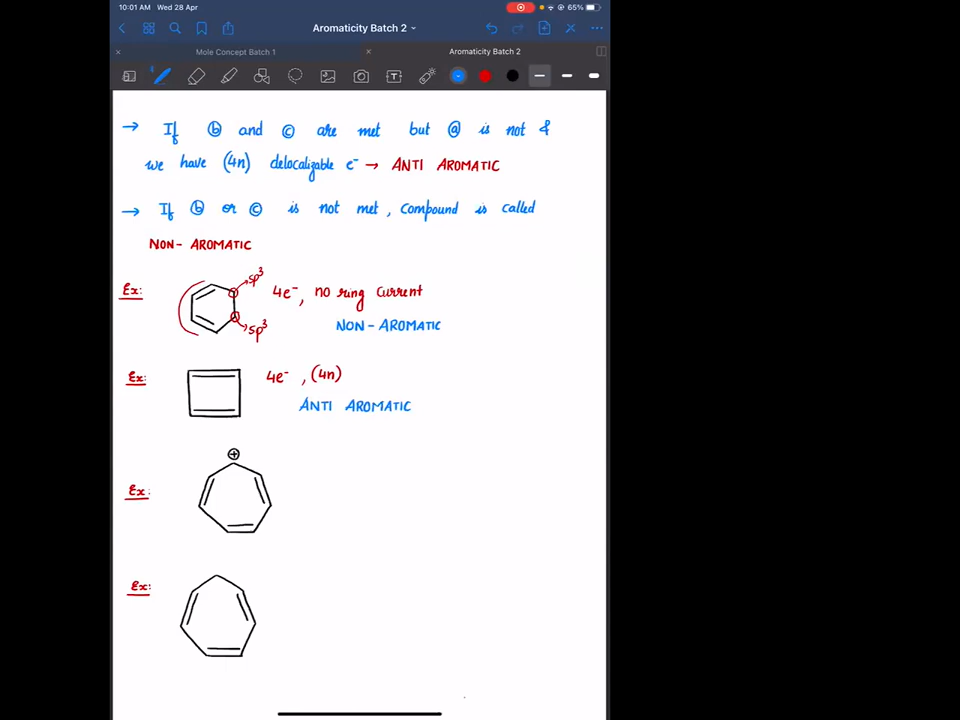 10:01 AM Wed 28 Apr
65%
Aromaticity Batch 2
Mole Concept Batch 1
Aromaticity Batch 2
→ If ⓑ and ⓒ are met but ⓐ is not &
we have (4n) delocalizable e⁻ → ANTI AROMATIC
→ If ⓑ or ⓒ is not met, compound is called
NON-AROMATIC
Ex: sp³ 4e⁻, no ring current
sp³ NON-AROMATIC
Ex: 4e⁻, (4n)
ANTI AROMATIC
⊕
Ex:
Ex: